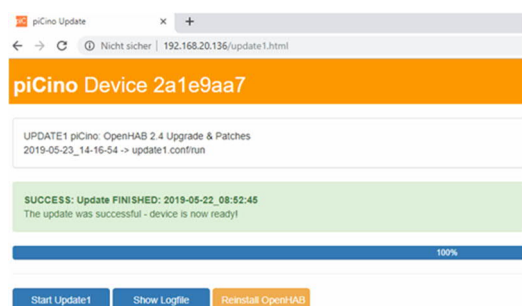 piCino Update
Nicht sicher | 192.168.20.136/update1.html
piCino Device 2a1e9aa7
UPDATE1 piCino: OpenHAB 2.4 Upgrade & Patches
2019-05-23_14-16-54 -> update1.conf/run
SUCCESS: Update FINISHED: 2019-05-22_08:52:45
The update was successful - device is now ready!
100%
Start Update1 Show Logfile Reinstall OpenHAB